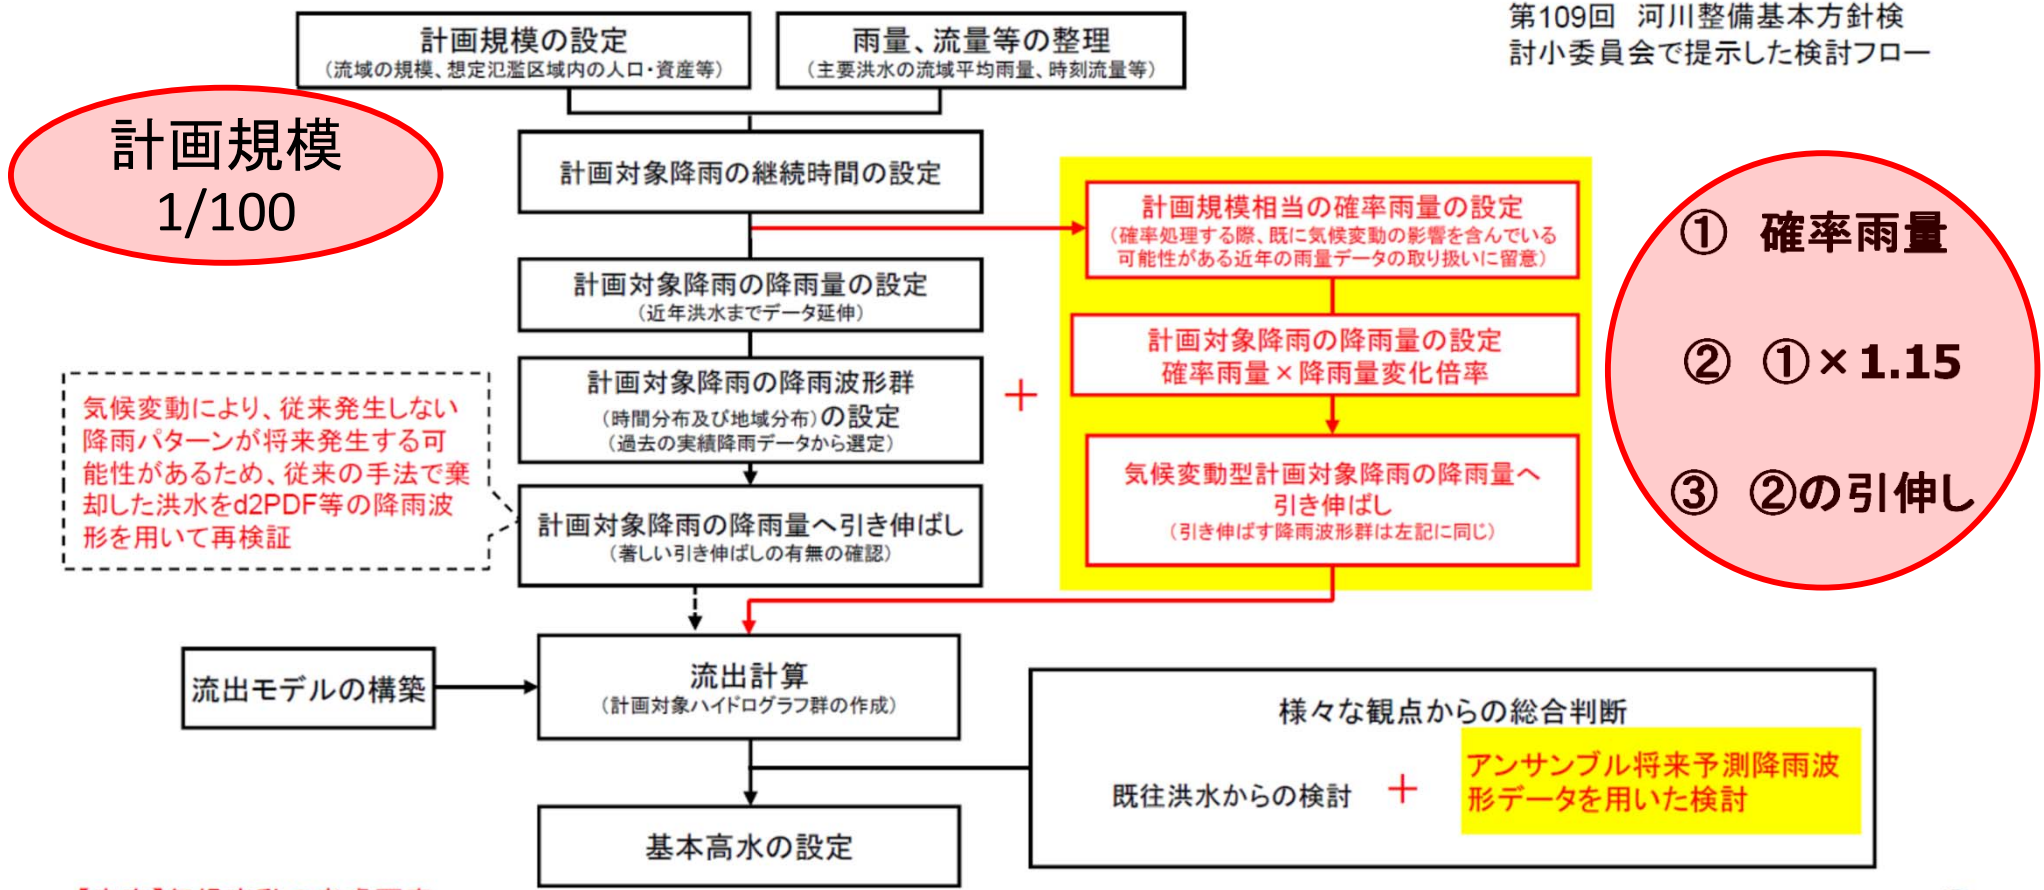 第109回 河川整備基本方針検
討小委員会で提示した検討フロー
計画規模の設定
（流域の規模、想定氾濫区域内の人口・資産等）
雨量、流量等の整理
（主要洪水の流域平均雨量、時刻流量等）
計画規模
1/100
計画対象降雨の継続時間の設定
計画規模相当の確率雨量の設定
（確率処理する際、既に気候変動の影響を含んでいる
可能性がある近年の雨量データの取り扱いに留意）
計画対象降雨の降雨量の設定
（近年洪水までデータ延伸）
計画対象降雨の降雨量の設定
確率雨量×降雨量変化倍率
計画対象降雨の降雨波形群
（時間分布及び地域分布）の設定
（過去の実績降雨データから選定）
＋
気候変動型計画対象降雨の降雨量へ
引き伸ばし
（引き伸ばす降雨波形群は左記に同じ）
① 確率雨量
② ①×1.15
③ ②の引伸し
気候変動により、従来発生しない
降雨パターンが将来発生する可
能性があるため、従来の手法で棄
却した洪水をd2PDF等の降雨波
形を用いて再検証
計画対象降雨の降雨量へ引き伸ばし
（著しい引き伸ばしの有無の確認）
流出モデルの構築
流出計算
（計画対象ハイドログラフ群の作成）
様々な観点からの総合判断
既往洪水からの検討
＋
アンサンブル将来予測降雨波
形データを用いた検討
基本高水の設定